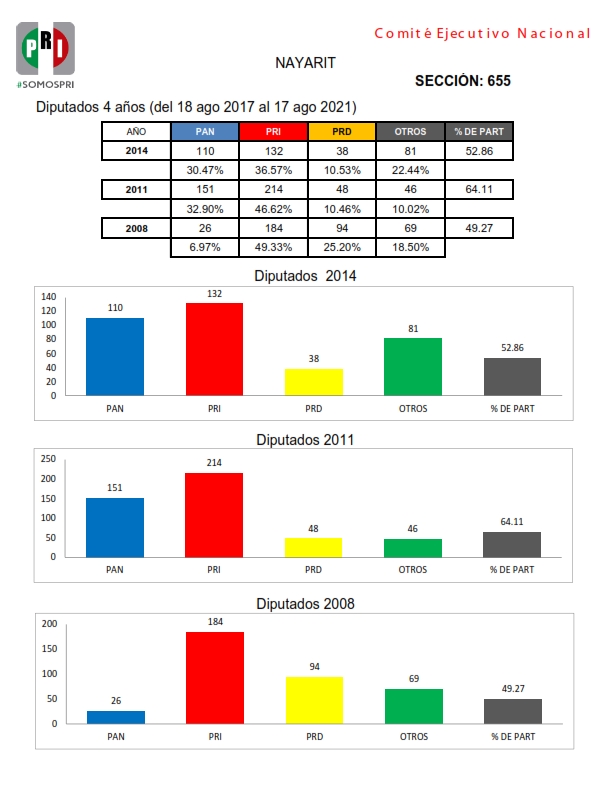 Comité Ejecutivo Nacional
PRI
#SOMOSPRI
NAYARIT
SECCIÓN: 655
Diputados 4 años (del 18 ago 2017 al 17 ago 2021)
AÑO PAN PRI PRD OTROS % DE PART
2014 110 132 38 81 52.86
30.47% 36.57% 10.53% 22.44%
2011 151 214 48 46 64.11
32.90% 46.62% 10.46% 10.02%
2008 26 184 94 69 49.27
6.97% 49.33% 25.20% 18.50%
Diputados 2014
140
120
100
80
60
40
20
0
110 132 38 81 52.86
PAN PRI PRD OTROS % DE PART
Diputados 2011
250
200
150
100
50
0
151 214 48 46 64.11
PAN PRI PRD OTROS % DE PART
Diputados 2008
200
150
100
50
0
26 184 94 69 49.27
PAN PRI PRD OTROS % DE PART